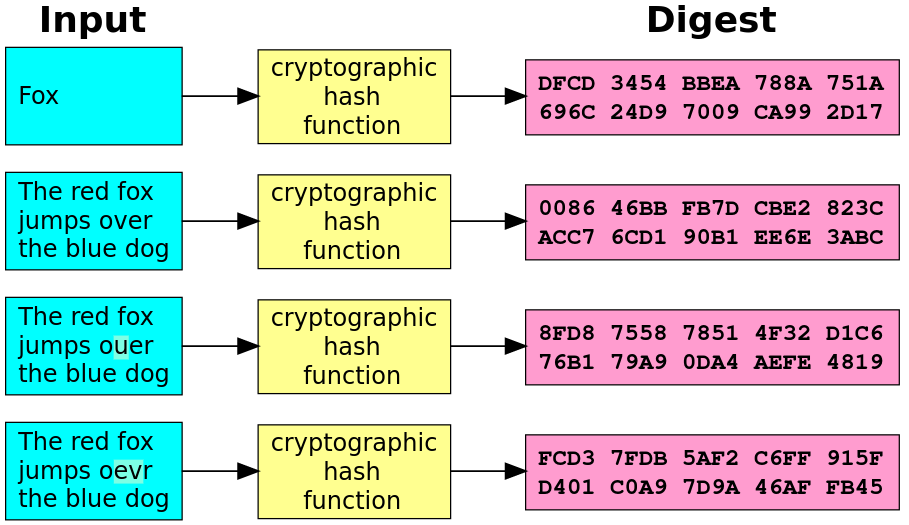 Input
Digest
Fox
cryptographic
hash
function
DFCD 3454 BBEA 788A 751A
696C 24D9 7009 CA99 2D17
The red fox
jumps over
the blue dog
cryptographic
hash
function
0086 46BB FB7D CBE2 823C
ACC7 6CD1 90B1 EE6E 3ABC
The red fox
jumps ouer
the blue dog
cryptographic
hash
function
8FD8 7558 7851 4F32 D1C6
76B1 79A9 0DA4 AEFE 4819
The red fox
jumps oevr
the blue dog
cryptographic
hash
function
FCD3 7FDB 5AF2 C6FF 915F
D401 C0A9 7D9A 46AF FB45